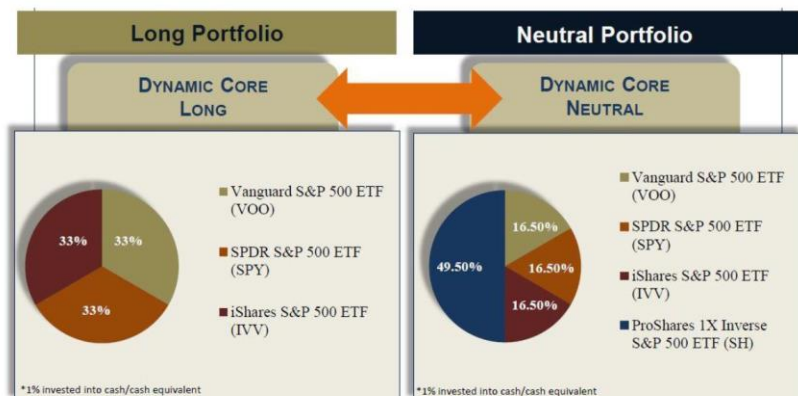 Long Portfolio
DYNAMIC CORE
LONG
33%
33%
33%
Vanguard S&P 500 ETF
(VOO)
SPDR S&P 500 ETF
(SPY)
iShares S&P 500 ETF
(IVV)
*1% invested into cash/cash equivalent
Neutral Portfolio
DYNAMIC CORE
NEUTRAL
16.50%
49.50%
16.50%
16.50%
Vanguard S&P 500 ETF
(VOO)
SPDR S&P 500 ETF
(SPY)
iShares S&P 500 ETF
(IVV)
ProShares 1X Inverse
S&P 500 ETF (SH)
*1% invested into cash/cash equivalent